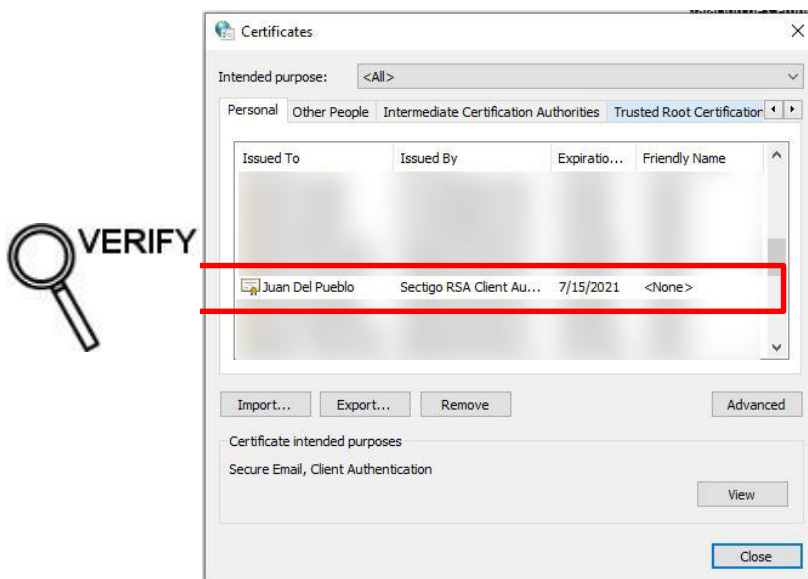 Certificates
Intended purpose: <All>
Personal Other People Intermediate Certification Authorities Trusted Root Certification
Issued To Issued By Expiratio... Friendly Name
VERIFY
Juan Del Pueblo Sectigo RSA Client Au... 7/15/2021 <None>
Import... Export... Remove Advanced
Certificate intended purposes
Secure Email, Client Authentication
View
Close